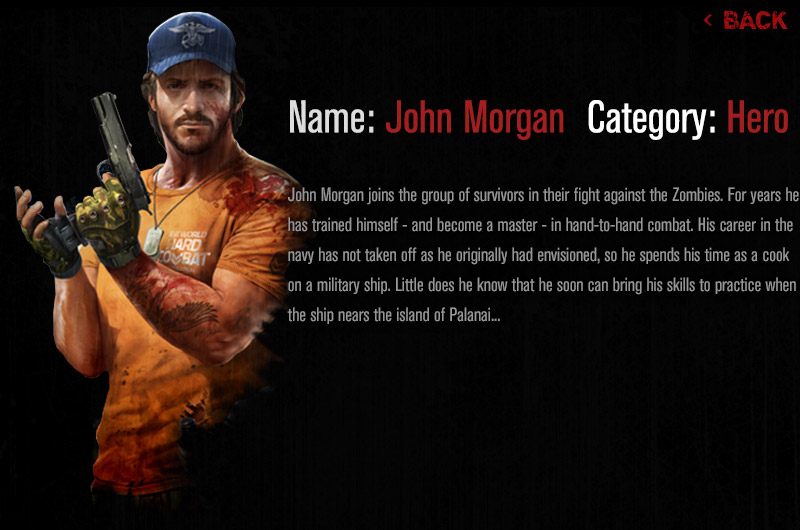 < BACK
Name: John Morgan Category: Hero
John Morgan joins the group of survivors in their fight against the Zombies. For years he
has trained himself - and become a master - in hand-to-hand combat. His career in the
navy has not taken off as he originally had envisioned, so he spends his time as a cook
on a military ship. Little does he know that he soon can bring his skills to practice when
the ship nears the island of Palanai...
WORLD
HARD
COMBAT